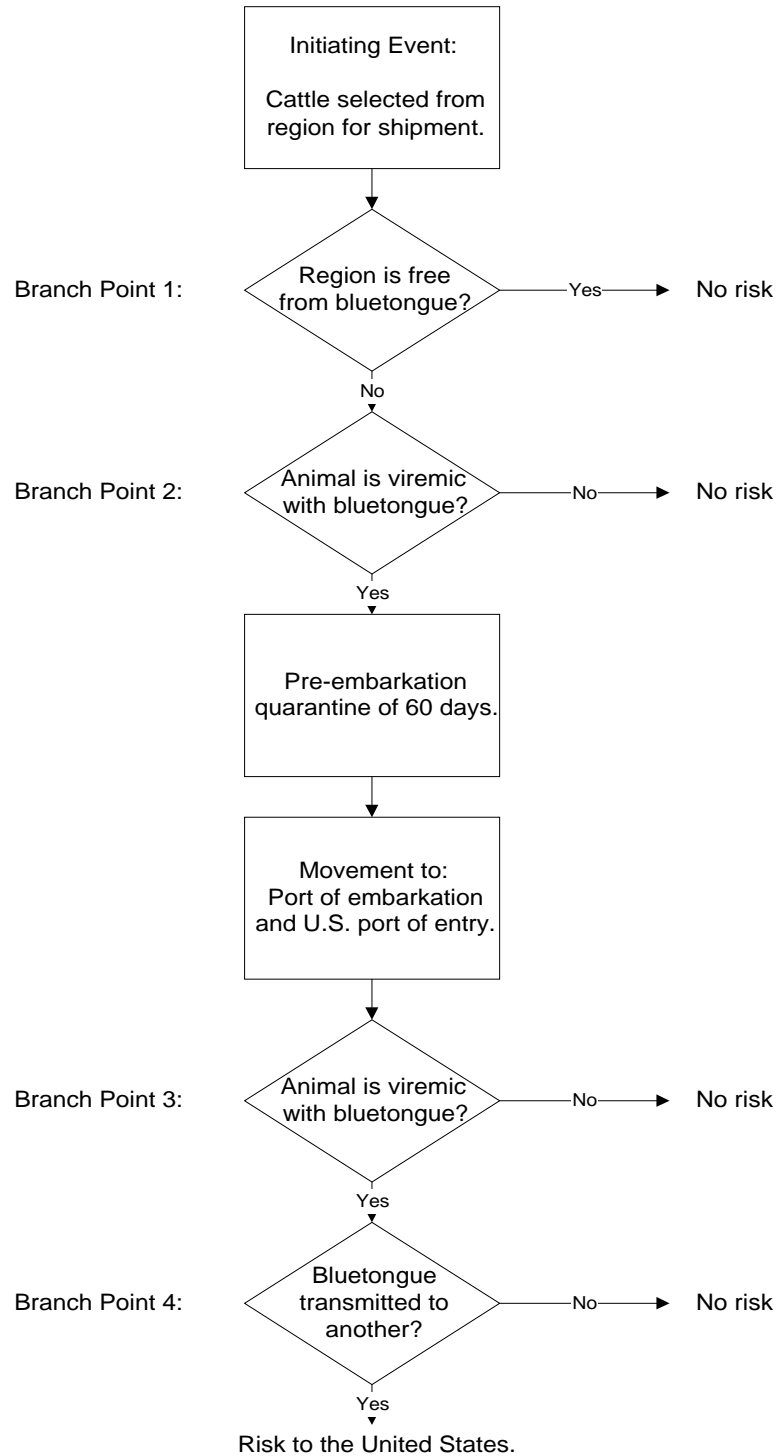 Initiating Event:
Cattle selected from
region for shipment.
Branch Point 1:
Region is free
from bluetongue?
Yes
No risk
No
Branch Point 2:
Animal is viremic
with bluetongue?
No
No risk
Yes
Pre-embarkation
quarantine of 60 days.
Movement to:
Port of embarkation
and U.S. port of entry.
Branch Point 3:
Animal is viremic
with bluetongue?
No
No risk
Yes
Branch Point 4:
Bluetongue
transmitted to
another?
No
No risk
Yes
Risk to the United States.